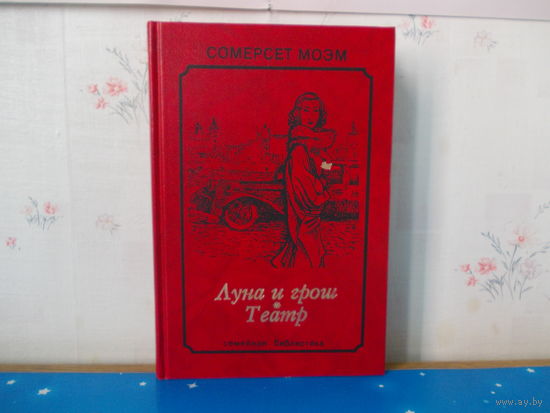 СОМЕРСЕТ МОЭМ
Луна и грош
Театр
СЕМЕЙНАЯ БИБЛИОТЕКА
www.ay.by